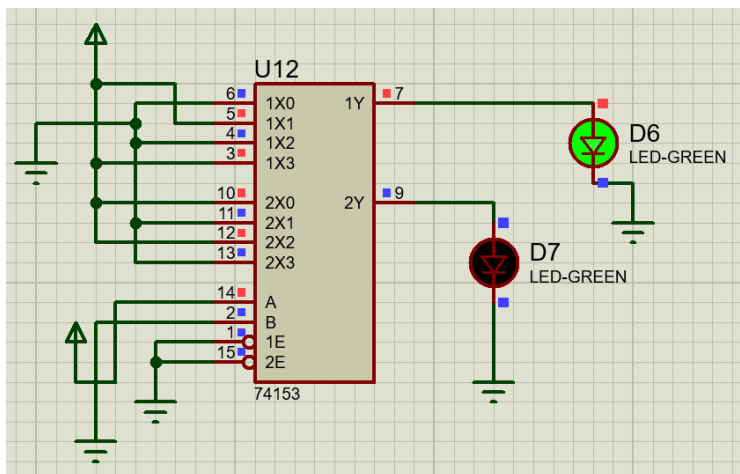 U12
6 1X0 1Y 7
5 1X1
4 1X2
3 1X3
10 2X0 2Y 9
11 2X1
12 2X2
13 2X3
14 A
2 B
1 1E
15 2E
74153
D6
LED-GREEN
D7
LED-GREEN